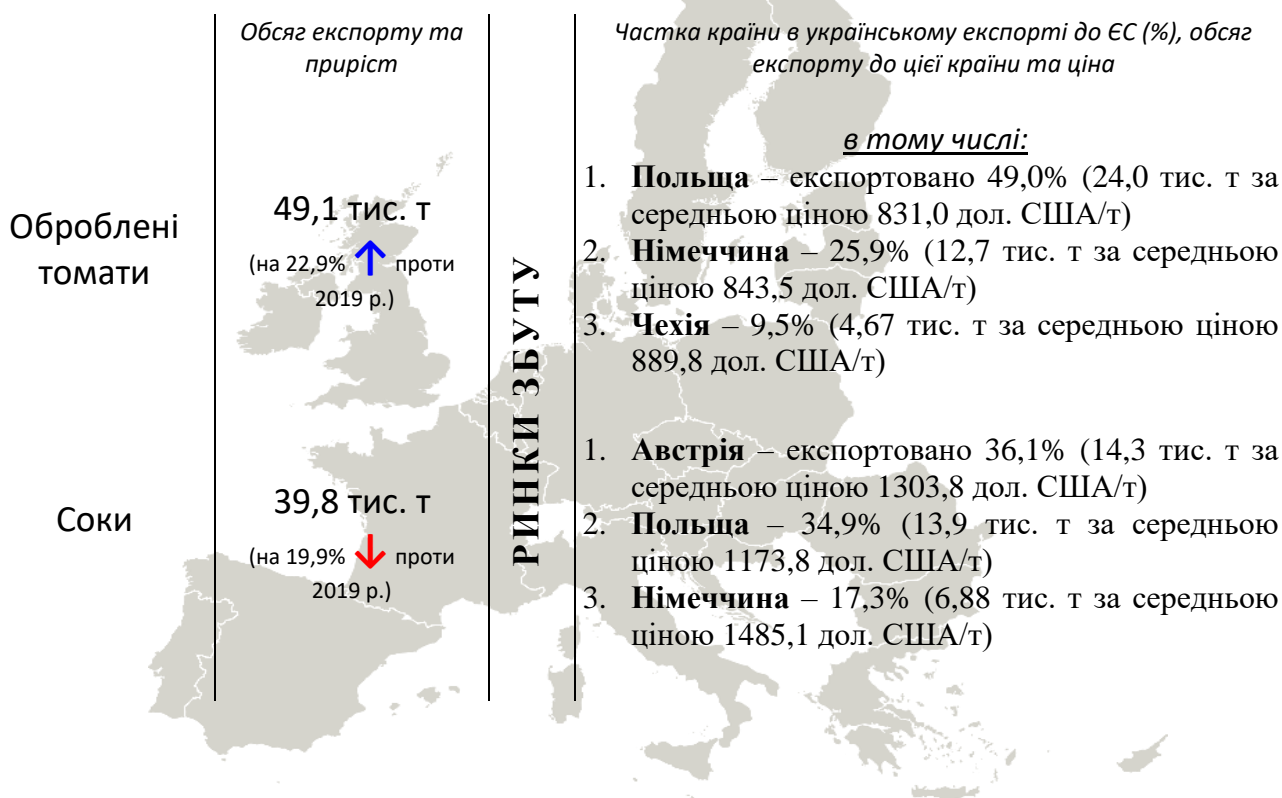 Обсяг експорту та
приріст
Частка країни в українському експорті до ЄС (%), обсяг
експорту до цієї країни та ціна
Оброблені
томати
49,1 тис. т
(на 22,9% ↑ проти
2019 р.)
РИНКИ ЗБУТУ
в тому числі:
1. Польща – експортовано 49,0% (24,0 тис. т за
середньою ціною 831,0 дол. США/т)
2. Німеччина – 25,9% (12,7 тис. т за середньою
ціною 843,5 дол. США/т)
3. Чехія – 9,5% (4,67 тис. т за середньою ціною
889,8 дол. США/т)
Соки
39,8 тис. т
(на 19,9% ↓ проти
2019 р.)
1. Австрія – експортовано 36,1% (14,3 тис. т за
середньою ціною 1303,8 дол. США/т)
2. Польща – 34,9% (13,9 тис. т за середньою
ціною 1173,8 дол. США/т)
3. Німеччина – 17,3% (6,88 тис. т за середньою
ціною 1485,1 дол. США/т)